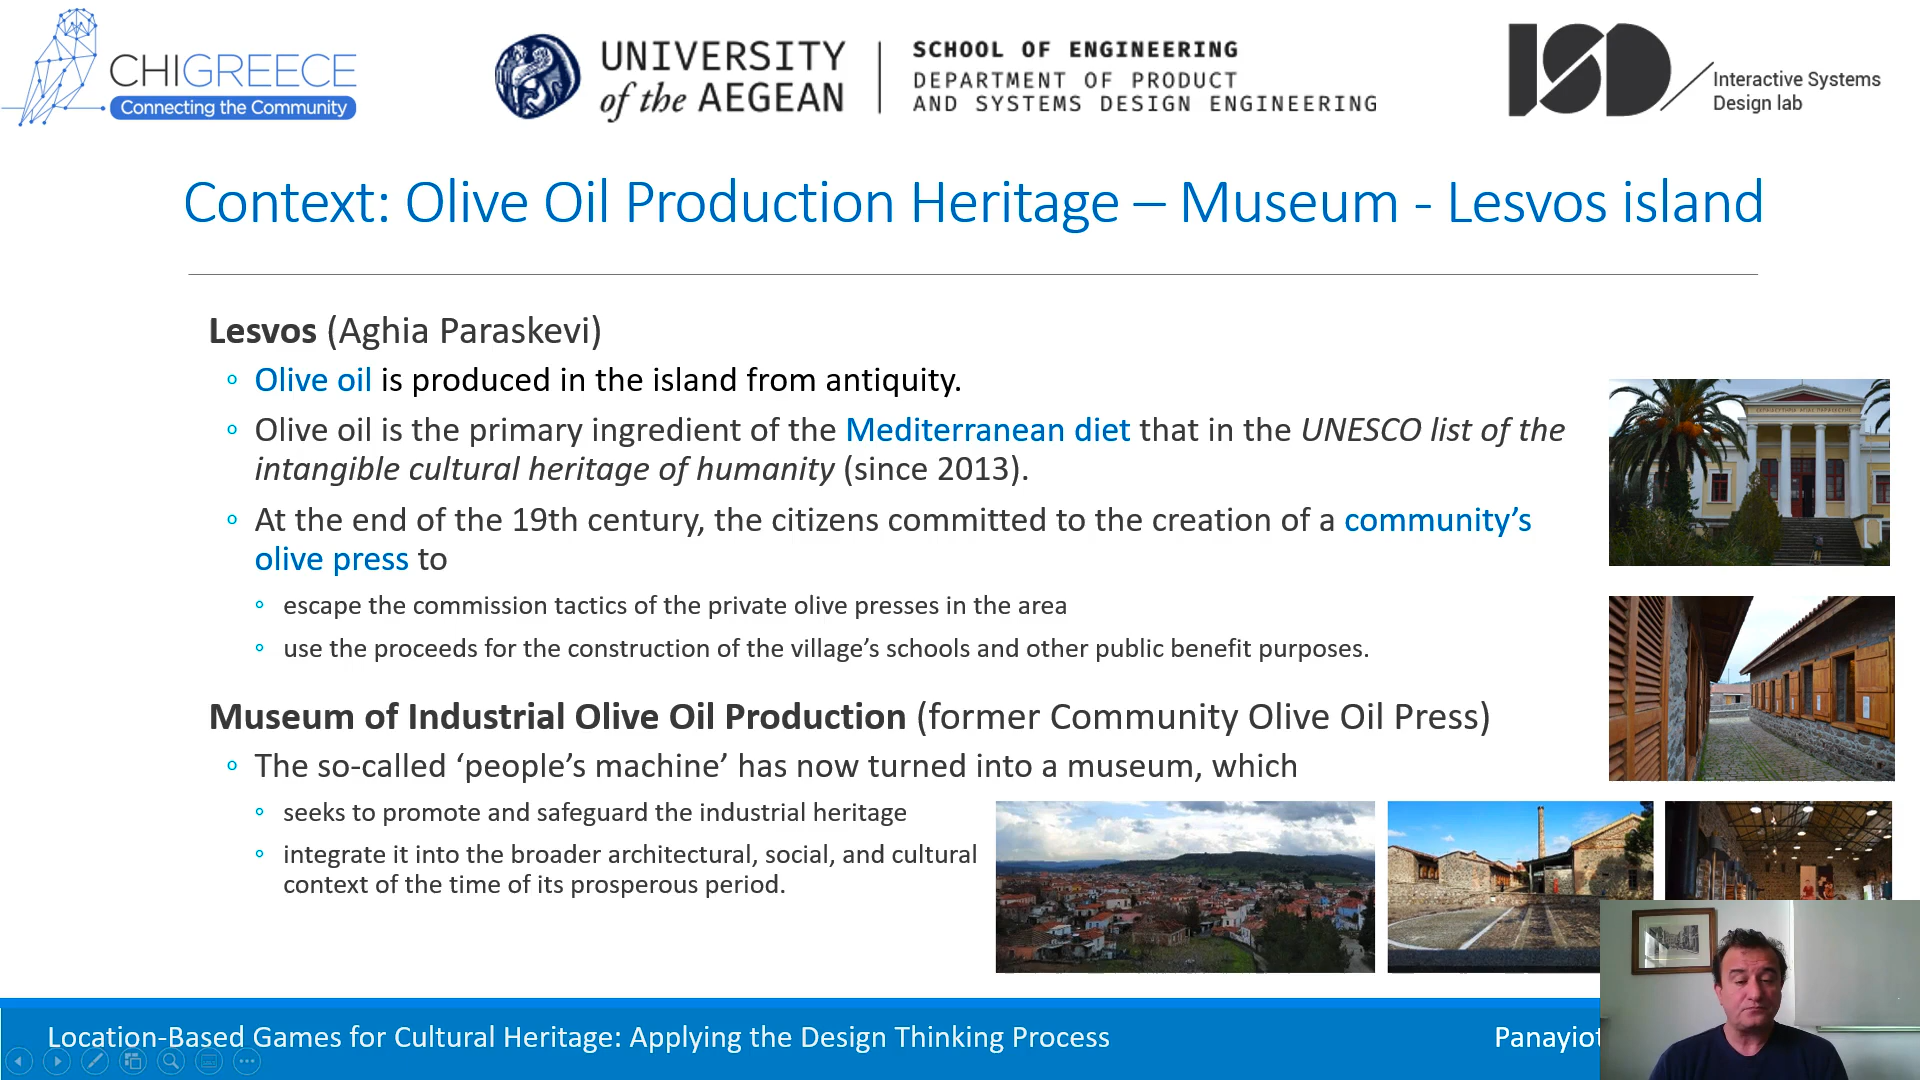 CHIGREECE
Connecting the Community
UNIVERSITY
of the AEGEAN
SCHOOL OF ENGINEERING
DEPARTMENT OF PRODUCT
AND SYSTEMS DESIGN ENGINEERING
ISD
Interactive Systems
Design lab
Context: Olive Oil Production Heritage – Museum - Lesvos island
Lesvos (Aghia Paraskevi)
Olive oil is produced in the island from antiquity.
Olive oil is the primary ingredient of the Mediterranean diet that in the UNESCO list of the
intangible cultural heritage of humanity (since 2013).
At the end of the 19th century, the citizens committed to the creation of a community’s
olive press to
escape the commission tactics of the private olive presses in the area
use the proceeds for the construction of the village’s schools and other public benefit purposes.
Museum of Industrial Olive Oil Production (former Community Olive Oil Press)
The so-called ‘people’s machine’ has now turned into a museum, which
seeks to promote and safeguard the industrial heritage
integrate it into the broader architectural, social, and cultural
context of the time of its prosperous period.
Location-Based Games for Cultural Heritage: Applying the Design Thinking Process
Panayiot